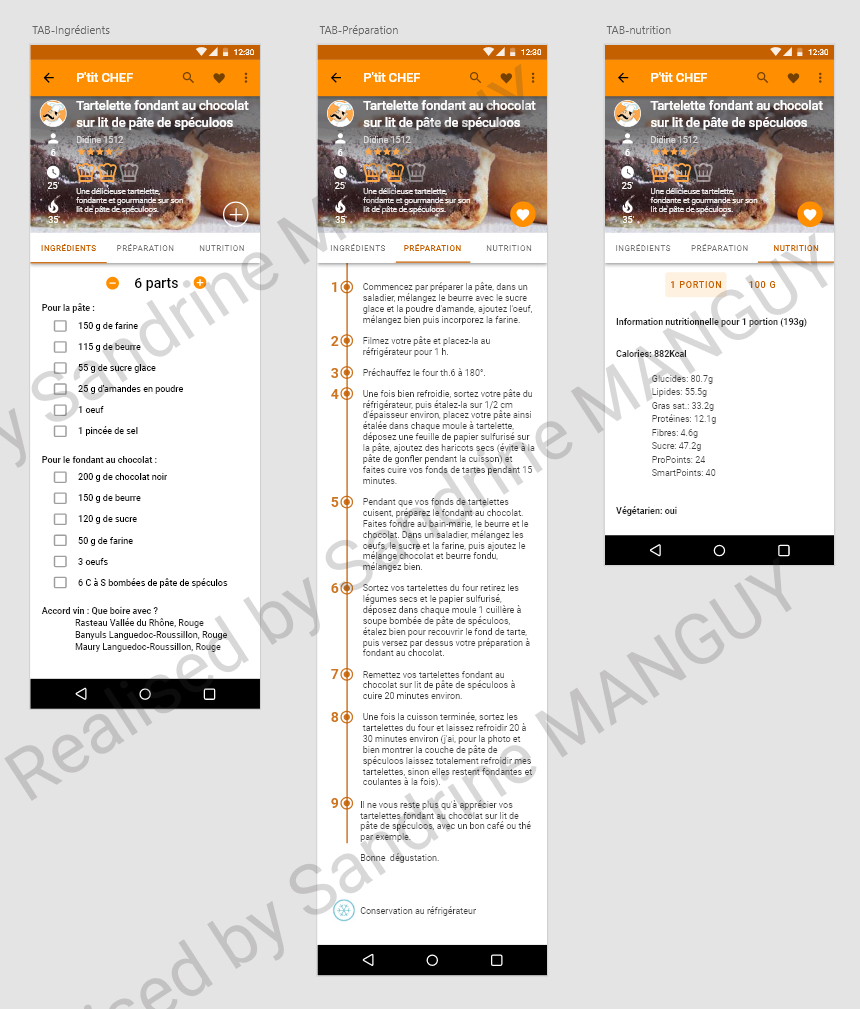 TAB-Ingrédients
12:30
P'tit CHEF
Tartelette fondant au chocolat
sur lit de pâte de spéculoos
Didine 1512
6
25'
Une délicieuse tartelette,
fondante et gourmande sur son
lit de pâte de spéculoos.
35'
INGRÉDIENTS PRÉPARATION NUTRITION
6 parts
Pour la pâte :
150 g de farine
115 g de beurre
55 g de sucre glace
25 g d'amandes en poudre
1 oeuf
1 pincée de sel
Pour le fondant au chocolat :
200 g de chocolat noir
150 g de beurre
120 g de sucre
50 g de farine
3 oeufs
6 C à S bombées de pâte de spéculos
Accord vin : Que boire avec ?
Rasteau Vallée du Rhône, Rouge
Banyuls Languedoc-Roussillon, Rouge
Maury Languedoc-Roussillon, Rouge
TAB-Préparation
12:30
P'tit CHEF
Tartelette fondant au chocolat
sur lit de pâte de spéculoos
Didine 1512
6
25'
Une délicieuse tartelette,
fondante et gourmande sur son
lit de pâte de spéculoos.
35'
INGRÉDIENTS PRÉPARATION NUTRITION
1 Commencez par préparer la pâte, dans un
saladier, mélangez le beurre avec le sucre
glace et la poudre d'amande, ajoutez l'oeuf,
mélangez bien puis incorporez la farine.
2 Filmez votre pâte et placez-la au
réfrigérateur pour 1 h.
3 Préchauffez le four th.6 à 180°.
4 Une fois bien refroidie, sortez votre pâte du
réfrigérateur, puis étalez-la sur 1/2 cm
d'épaisseur environ, placez votre pâte ainsi
étalée dans chaque moule à tartelette,
déposez une feuille de papier sulfurisé sur
la pâte, ajoutez des haricots secs (évite à la
pâte de gonfler pendant la cuisson) et
faites cuire vos fonds de tartes pendant 15
minutes.
5 Pendant que vos fonds de tartelettes
cuisent, préparez le fondant au chocolat.
Faites fondre au bain-marie, le beurre et le
chocolat. Dans un saladier, mélangez les
oeufs, le sucre et la farine, puis ajoutez le
mélange chocolat et beurre fondu,
mélangez bien.
6 Sortez vos tartelettes du four retirez les
légumes secs et le papier sulfurisé,
déposez dans chaque moule 1 cuillère à
soupe bombée de pâte de spéculoos,
étalez bien pour recouvrir le fond de tarte,
puis versez par dessus votre préparation à
fondant au chocolat.
7 Remettez vos tartelettes fondant au
chocolat sur lit de pâte de spéculoos à
cuire 20 minutes environ.
8 Une fois la cuisson terminée, sortez les
tartelettes du four et laissez refroidir 20 à
30 minutes environ (j'ai, pour la photo et
bien montrer la couche de pâte de
spéculoos laissez totalement refroidir mes
tartelettes, sinon elles restent fondantes et
coulantes à la fois).
9 Il ne vous reste plus qu'à apprécier vos
tartelettes fondant au chocolat sur lit de
pâte de spéculoos, avec un bon café ou thé
par exemple.
Bonne dégustation.
Conservation au réfrigérateur
TAB-nutrition
12:30
P'tit CHEF
Tartelette fondant au chocolat
sur lit de pâte de spéculoos
Didine 1512
6
25'
Une délicieuse tartelette,
fondante et gourmande sur son
lit de pâte de spéculoos.
35'
INGRÉDIENTS PRÉPARATION NUTRITION
1 PORTION 100 G
Information nutritionnelle pour 1 portion (193g)
Calories: 882Kcal
Glucides: 80.7g
Lipides: 55.5g
Gras sat.: 33.2g
Protéines: 12.1g
Fibres: 4.6g
Sucre: 47.2g
ProPoints: 24
SmartPoints: 40
Végétarien: oui
by Sandrine MANGUY
Realised by Sandrine MANGUY
Realised by Sandrine MANGUY